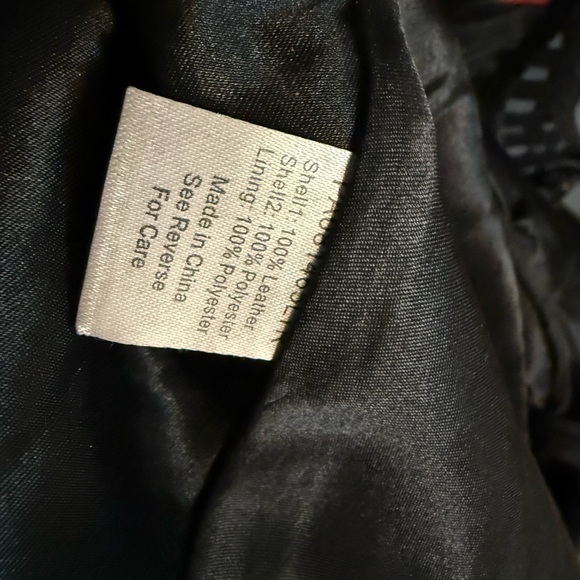 Shell1: 100% Leather
Shell2: 100% Polyester
Lining: 100% Polyester
Made in China
See Reverse
For Care